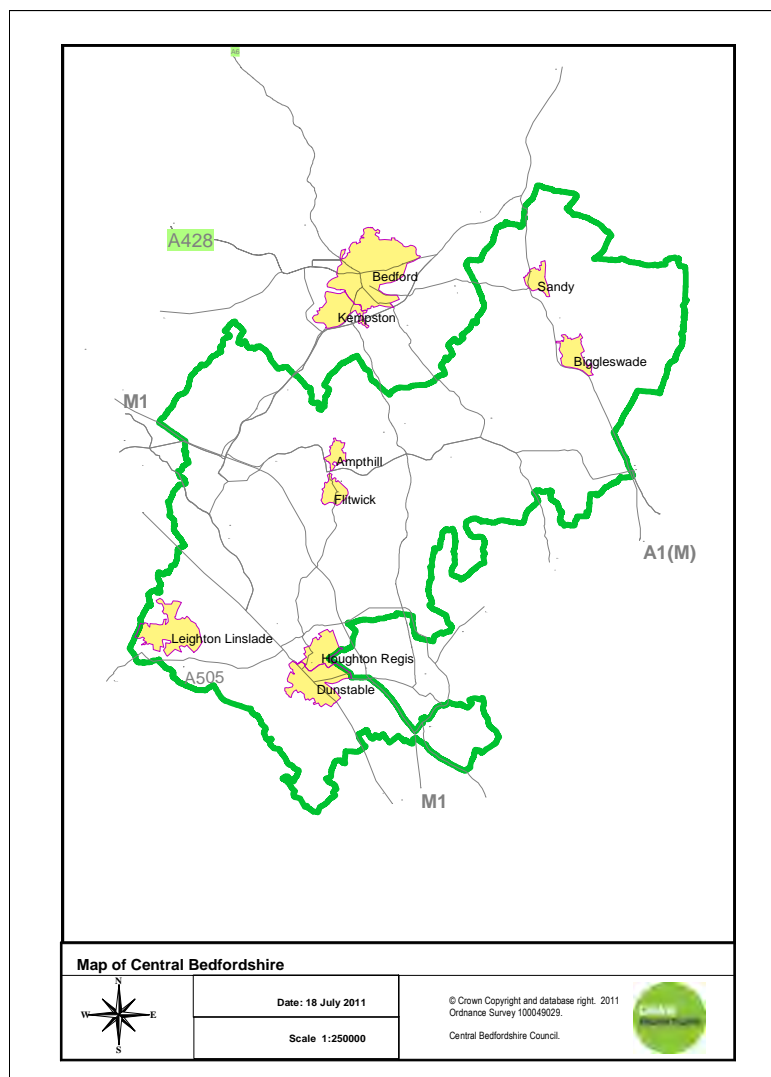 A6
A428
Bedford
Kempston
Sandy
Biggleswade
M1
Ampthill
Flitwick
A1(M)
Leighton Linslade
Houghton Regis
A505
Dunstable
M1
Map of Central Bedfordshire
N
W E
S
Date: 18 July 2011
Scale 1:250000
© Crown Copyright and database right. 2011
Ordnance Survey 100049029.
Central Bedfordshire Council.